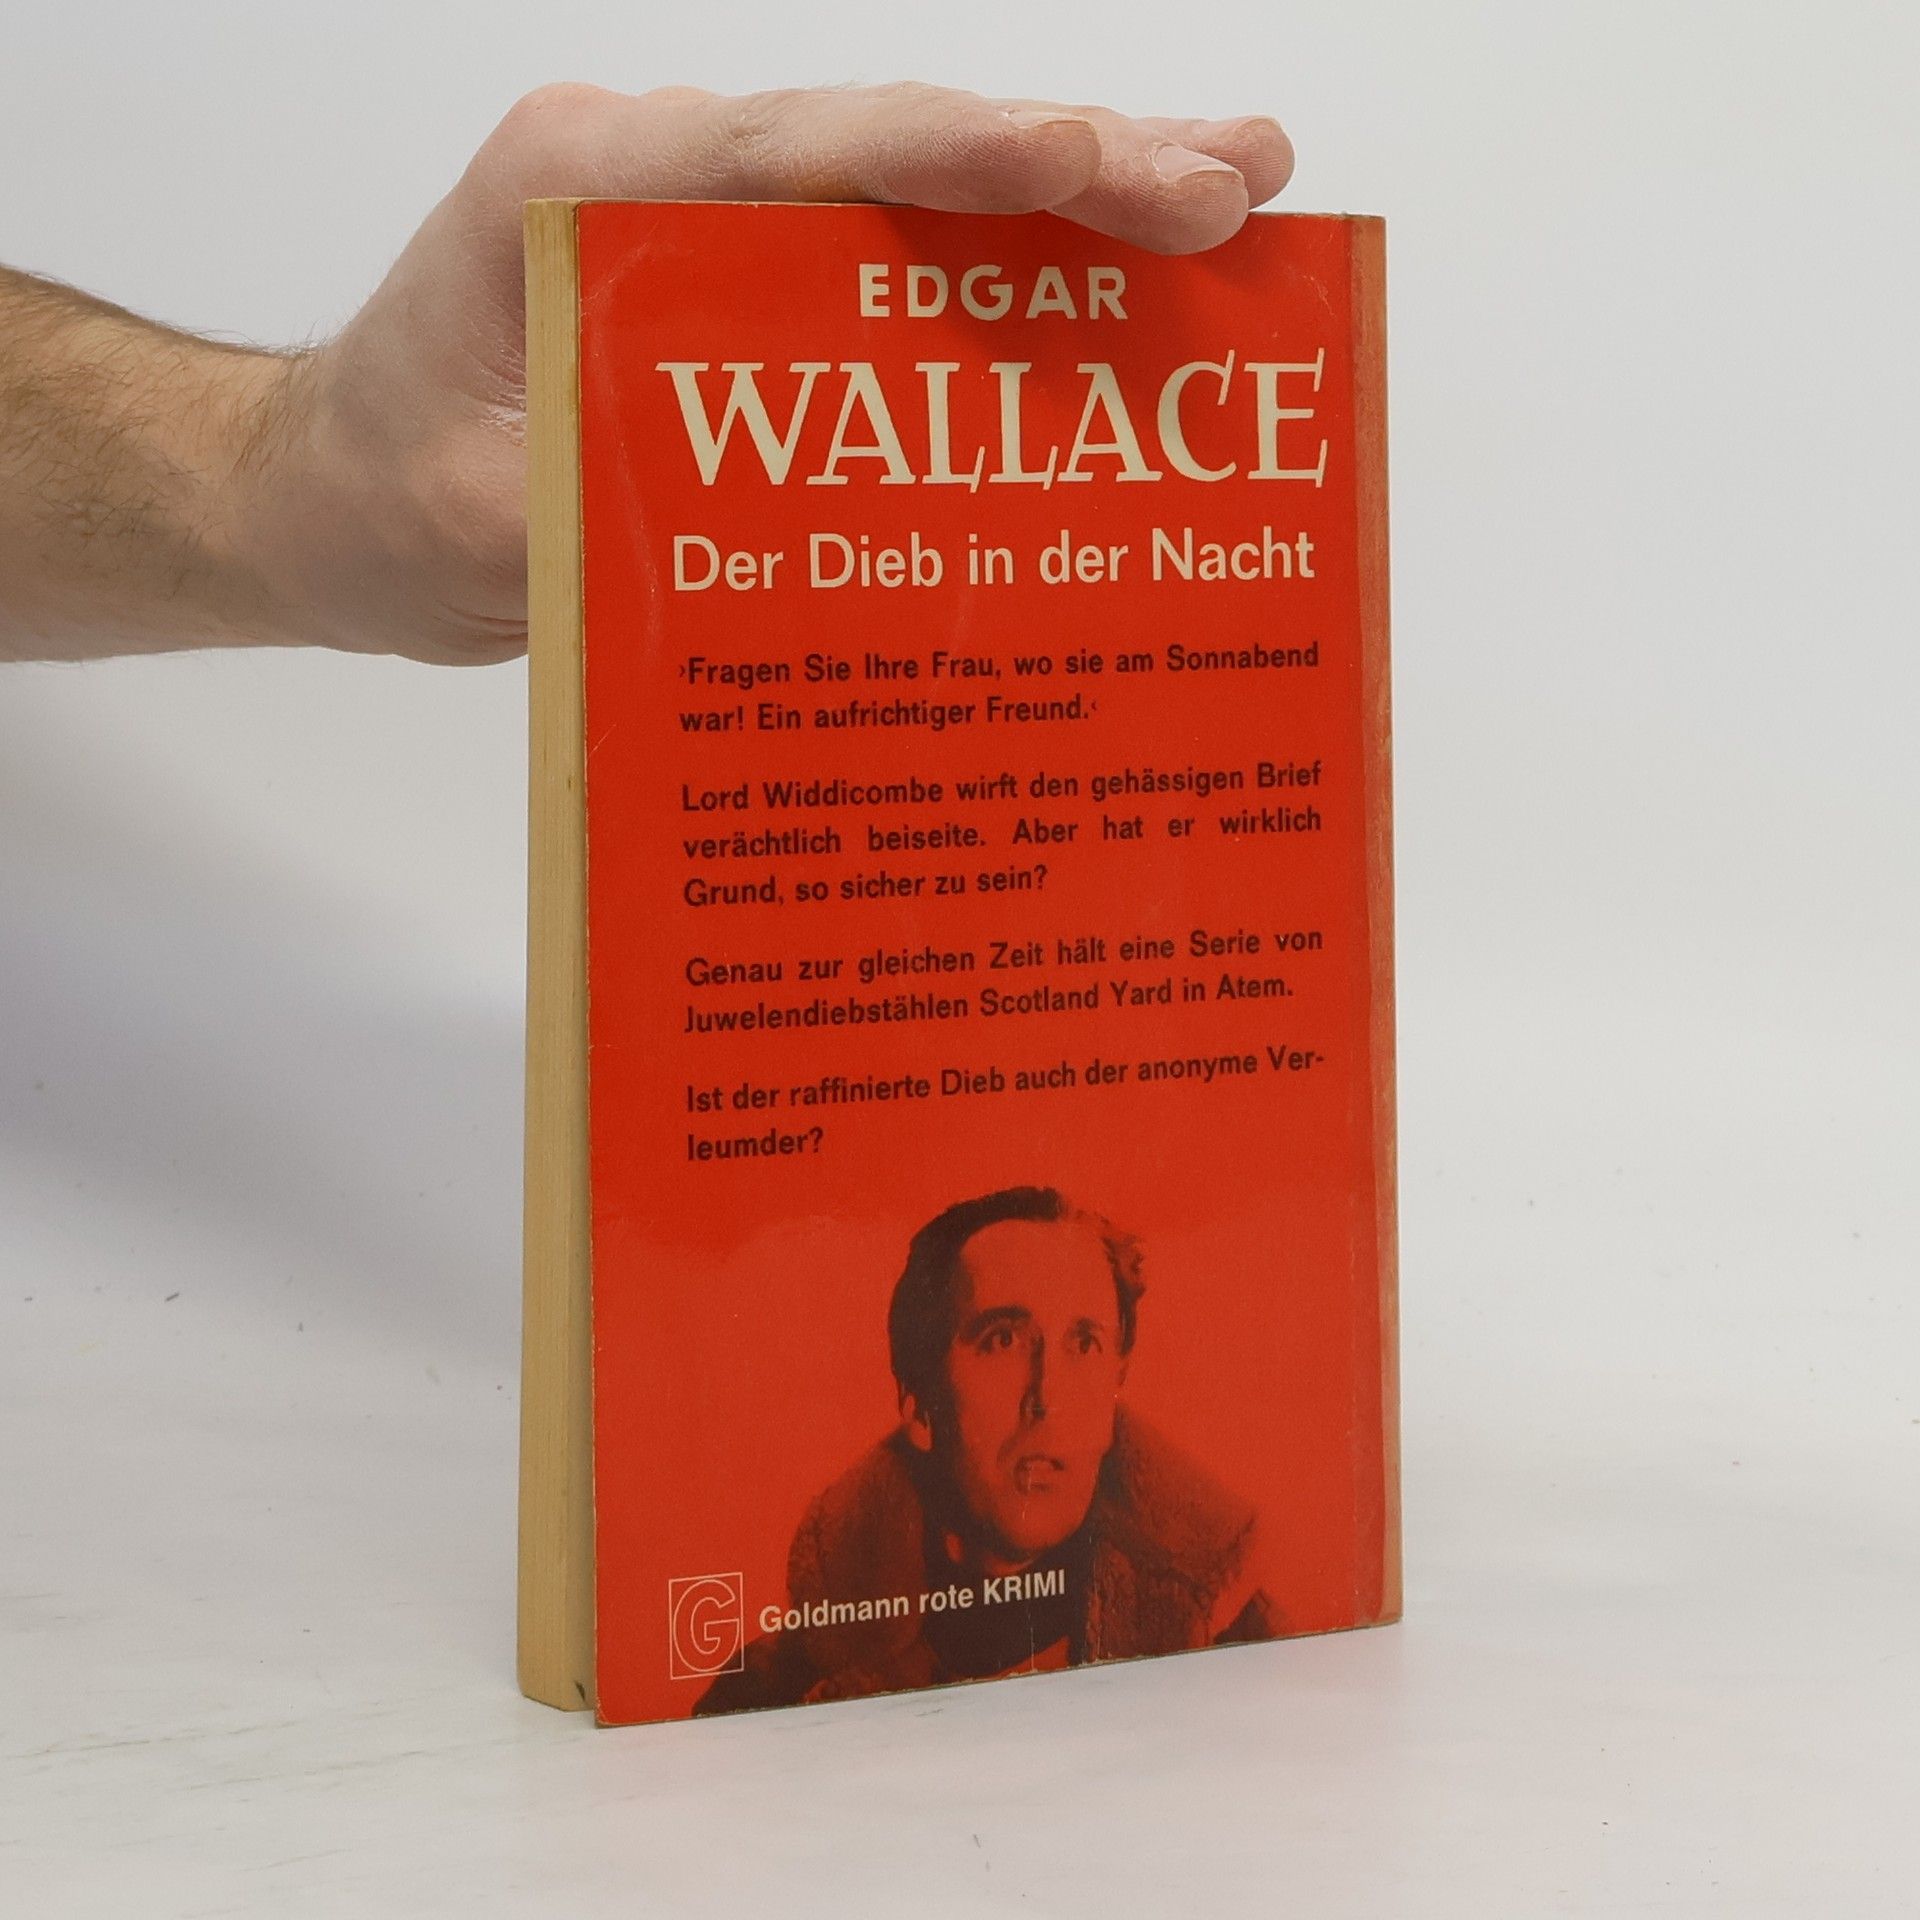 EDGAR
WALLACE
Der Dieb in der Nacht
›Fragen Sie Ihre Frau, wo sie am Sonnabend
war! Ein aufrichtiger Freund.‹
Lord Widdicombe wirft den gehässigen Brief
verächtlich beiseite. Aber hat er wirklich
Grund, so sicher zu sein?
Genau zur gleichen Zeit hält eine Serie von
Juwelendiebstählen Scotland Yard in Atem.
Ist der raffinierte Dieb auch der anonyme Ver-
leumder?
G Goldmann rote KRIMI